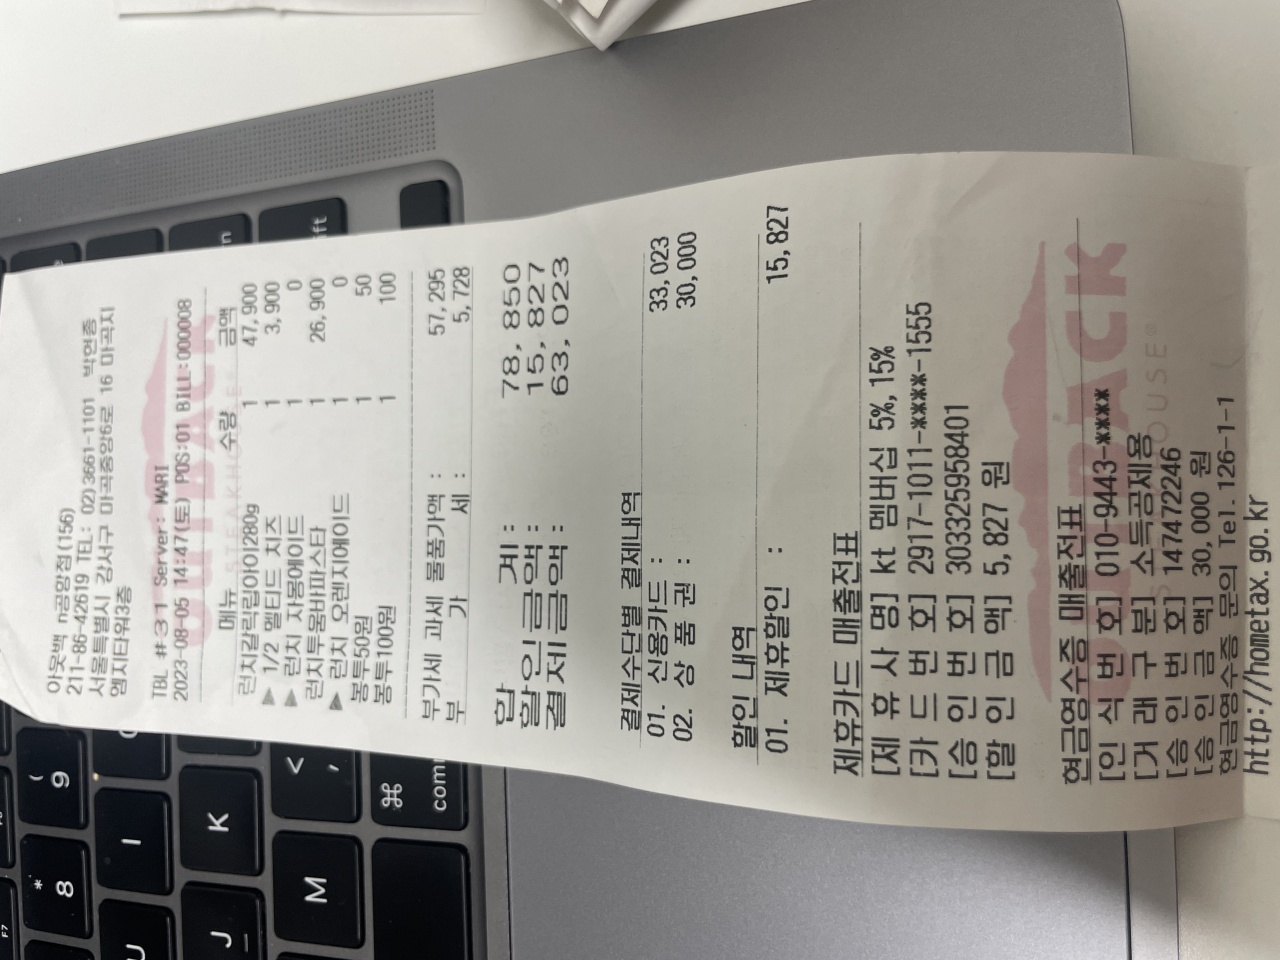 아웃백 n공항점(156)
211-86-42619 TEL: 02)3661-1101 박현종
서울특별시 강서구 마곡중앙6로 16 마곡지
엠지타워3층
TBL #31 Server: MARI
2023-08-05 14:47(토) POS:01 BILL:000008
메뉴 수량 금액
런치갈릭립아이280g 1 47,900
▶ 1/2 멜티드 치즈 1 3,900
▶ 런치 자몽에이드 1 0
런치투움바파스타 1 26,900
▶ 런치 오렌지에이드 1 0
봉투50원 1 50
봉투100원 1 100
부가세 과세 물품가액 : 57,295
부 가 세 : 5,728
합 계 : 78,850
할인금액: 15,827
결제금액: 63,023
결제수단별 결제내역
01. 신용카드 : 33,023
02. 상 품 권 : 30,000
할인 내역
01. 제휴할인 : 15,827
제휴카드 매출전표
[제 휴 사 명] kt 멤버십 5%,15%
[카 드 번 호] 2917-1011-****-1555
[승 인 번 호] 303325958401
[할 인 금 액] 5,827 원
현금영수증 매출전표
[인 식 번 호] 010-9443-****
[거 래 구 분] 소득공제용
[승 인 번 호] 147472246
[승 인 금 액] 30,000 원
현금영수증 문의 Tel.126-1-1
http://hometax.go.kr
OUTBACK
STEAKHOUSE
OUTBACK
( 9
* 8
I
K
J
U
M
< ,
⌘
com
F7